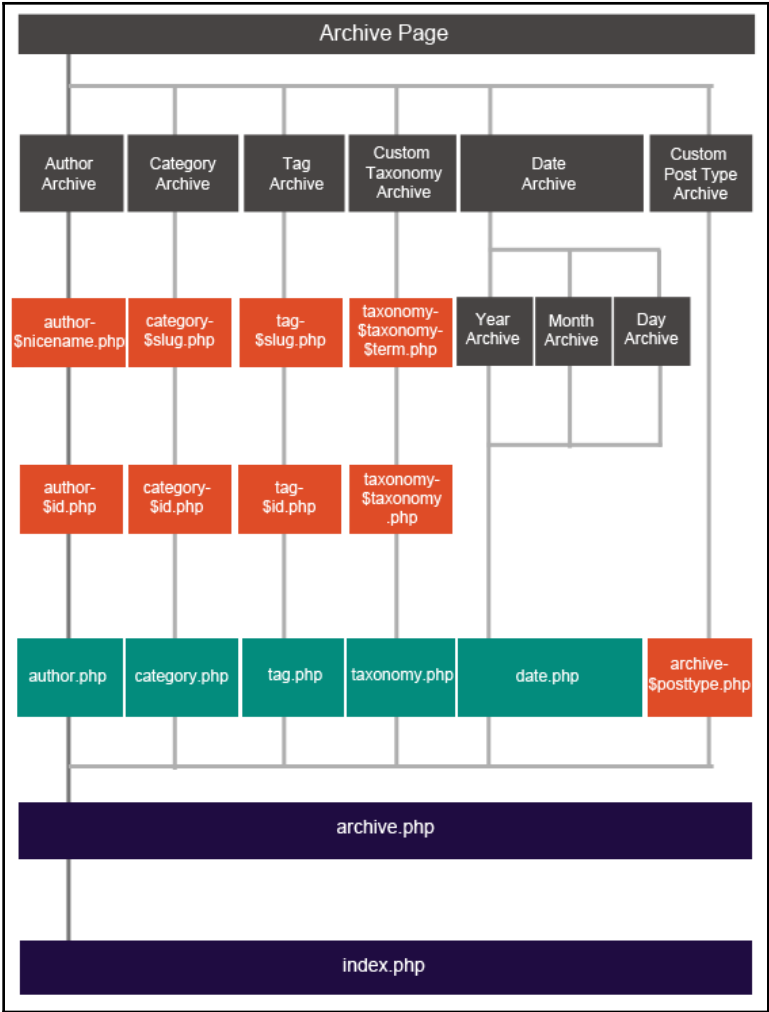 Archive Page
Author
Archive
Category
Archive
Tag
Archive
Custom
Taxonomy
Archive
Date
Archive
Custom
Post Type
Archive
author-
$nicename.php
category-
$slug.php
tag-
$slug.php
taxonomy-
$taxonomy-
$term.php
Year
Archive
Month
Archive
Day
Archive
author-
$id.php
category-
$id.php
tag-
$id.php
taxonomy-
$taxonomy
.php
author.php
category.php
tag.php
taxonomy.php
date.php
archive-
$posttype.php
archive.php
index.php